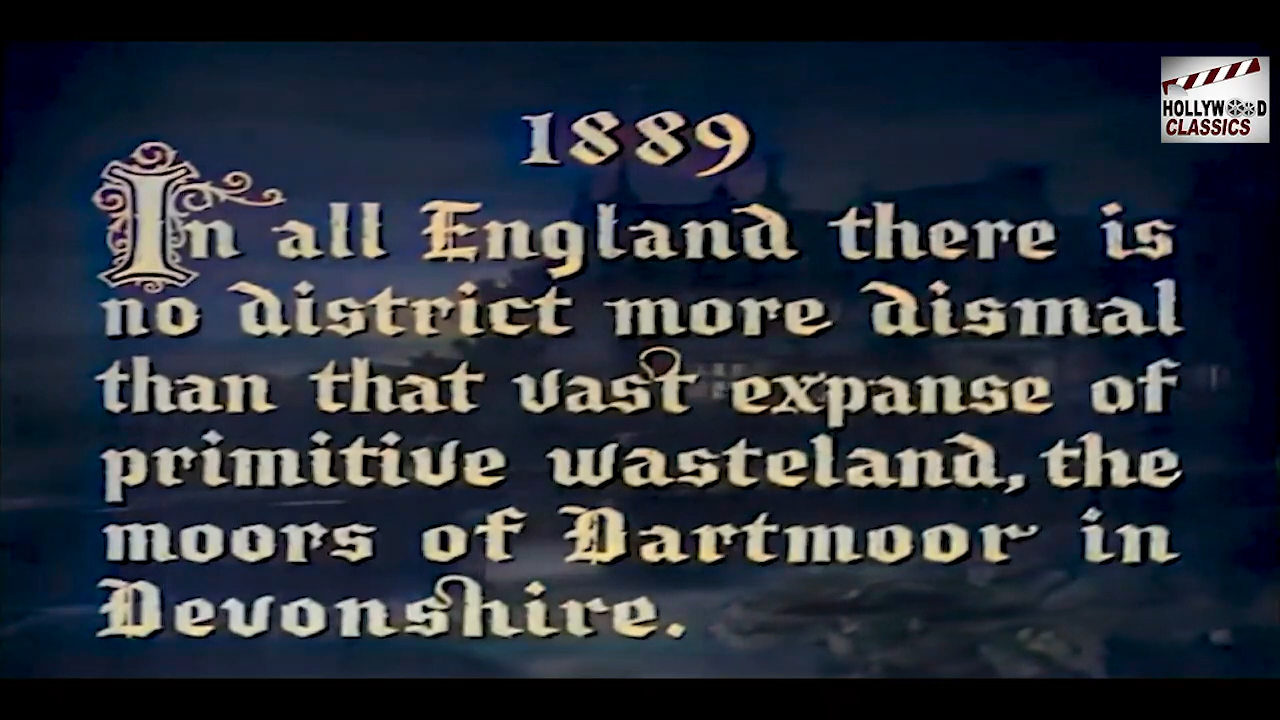 HOLLYWOOD
CLASSICS
1889
In all England there is
no district more dismal
than that vast expanse of
primitive wasteland, the
moors of Dartmoor in
Devonshire.